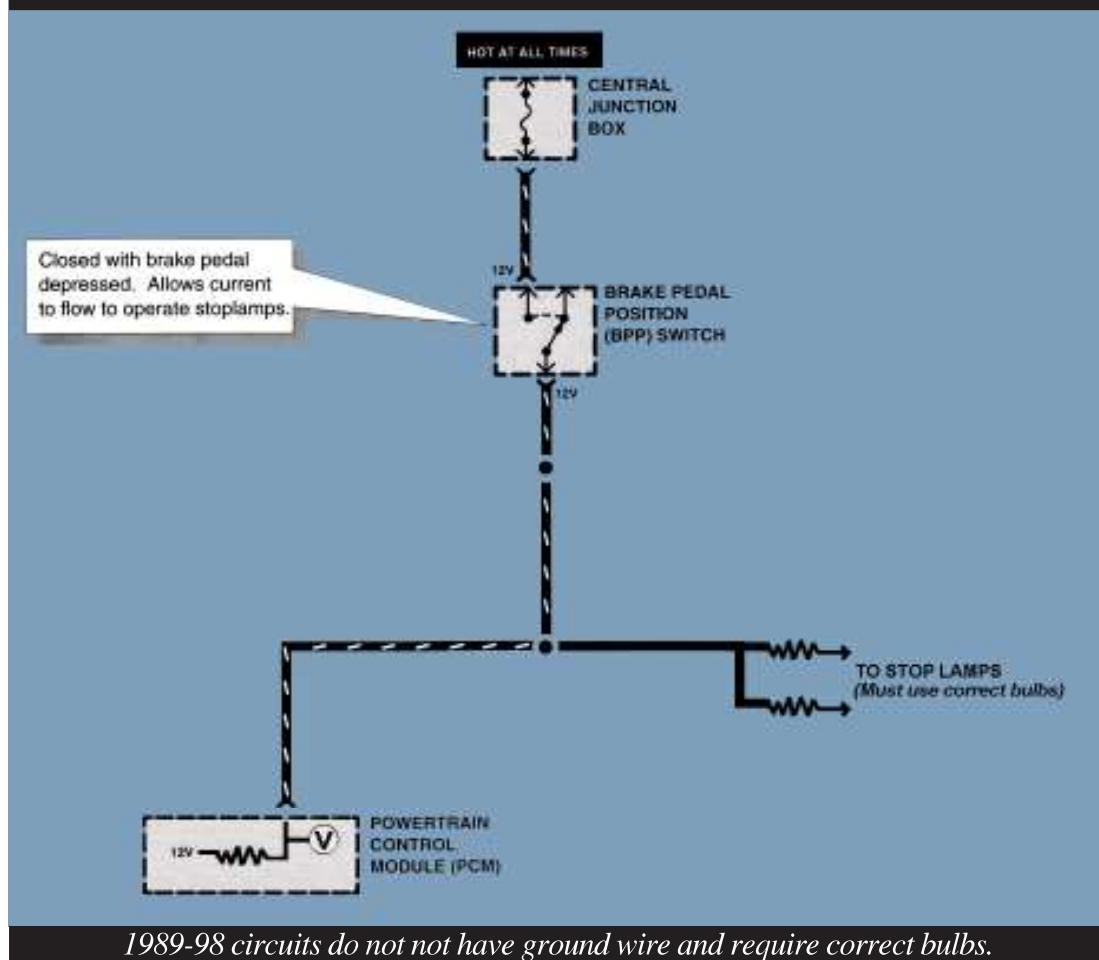 HOT AT ALL TIMES
CENTRAL
JUNCTION
BOX
Closed with brake pedal
depressed. Allows current
to flow to operate stoplamps.
12V
BRAKE PEDAL
POSITION
(BPP) SWITCH
12V
TO STOP LAMPS
(Must use correct bulbs)
POWERTRAIN
CONTROL
MODULE (PCM)
12V
V
1989-98 circuits do not not have ground wire and require correct bulbs.